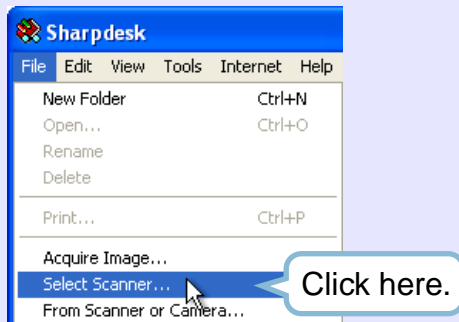 Sharpdesk
File Edit View Tools Internet Help
New Folder Ctrl+N
Open... Ctrl+O
Rename
Delete
Print... Ctrl+P
Acquire Image...
Select Scanner...
Click here.
From Scanner or Camera...